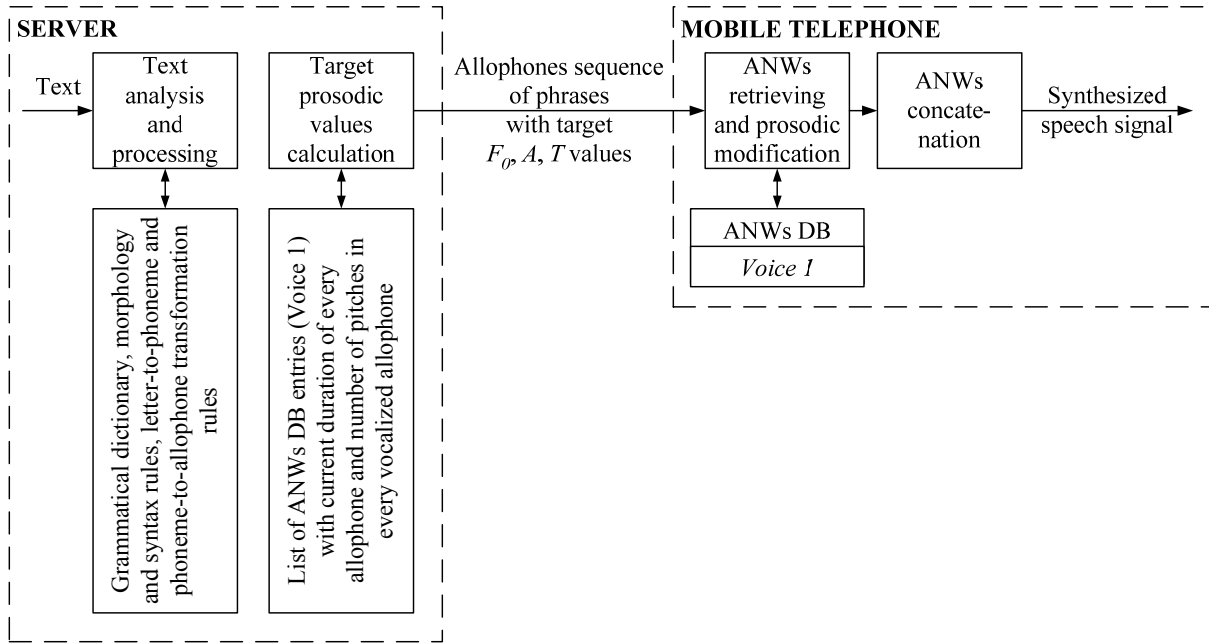 SERVER
Text
Text
analysis
and
processing
Target
prosodic
values
calculation
Grammatical dictionary, morphology
and syntax rules, letter-to-phoneme and
phoneme-to-allophone transformation
rules
List of ANWs DB entries (Voice 1)
with current duration of every
allophone and number of pitches in
every vocalized allophone
Allophones sequence
of phrases
with target
F0, A, T values
MOBILE TELEPHONE
ANWs
retrieving
and prosodic
modification
ANWs
concate-
nation
Synthesized
speech signal
ANWs DB
Voice 1